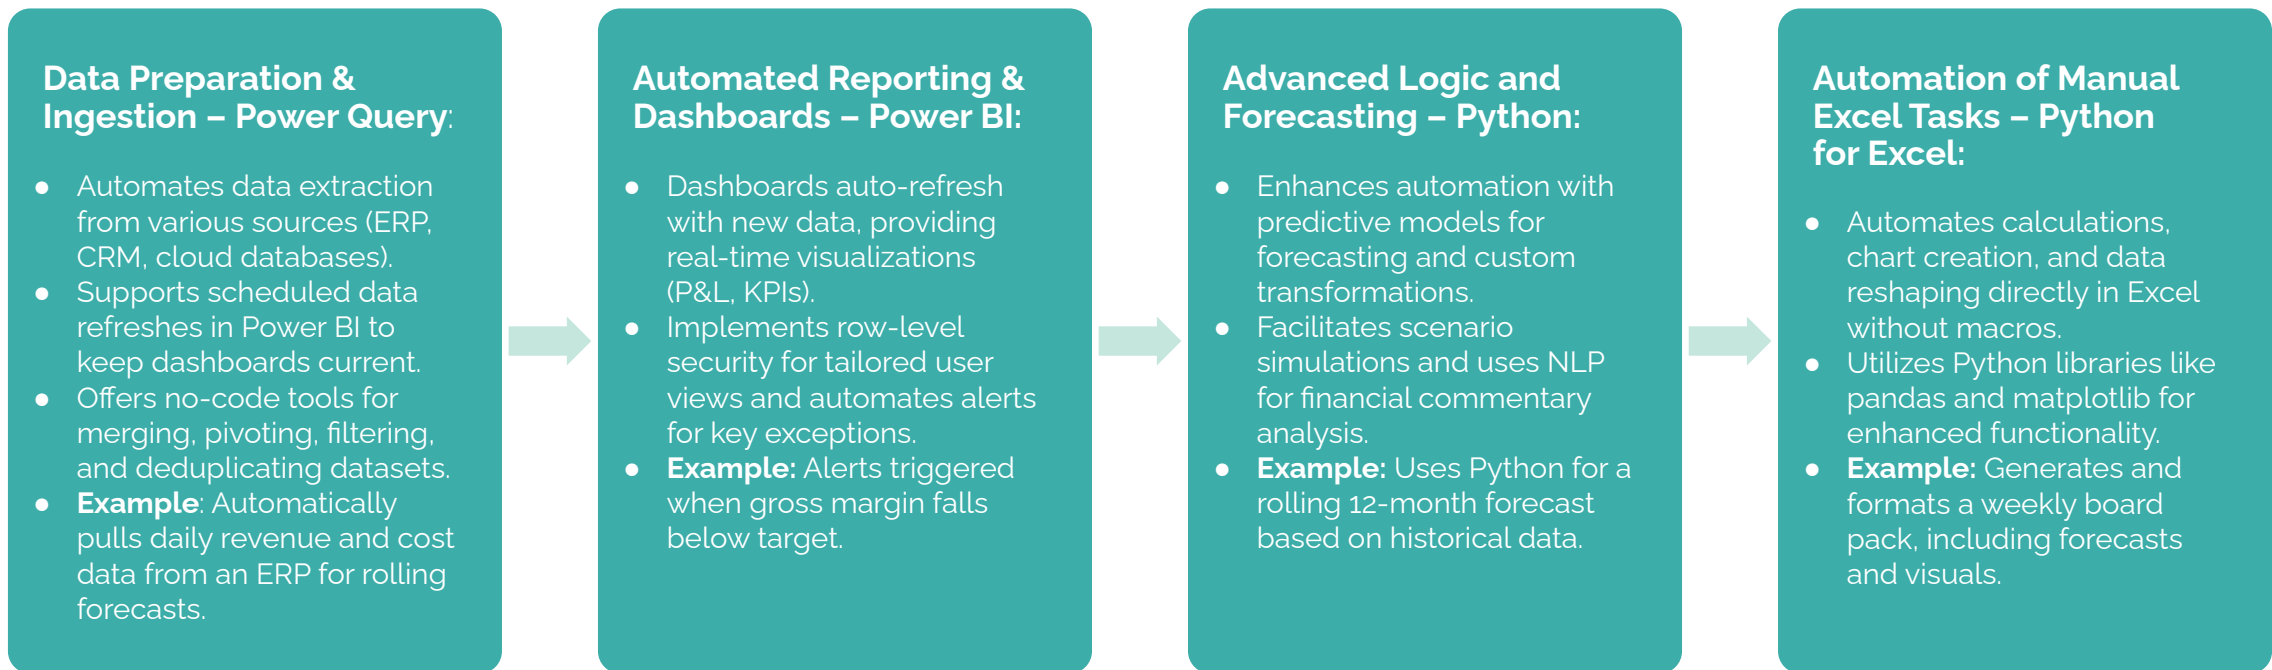 Data Preparation &
Ingestion – Power Query:
● Automates data extraction
from various sources (ERP,
CRM, cloud databases).
● Supports scheduled data
refreshes in Power BI to
keep dashboards current.
● Offers no-code tools for
merging, pivoting, filtering,
and deduplicating datasets.
● Example: Automatically
pulls daily revenue and cost
data from an ERP for rolling
forecasts.
Automated Reporting &
Dashboards – Power BI:
● Dashboards auto-refresh
with new data, providing
real-time visualizations
(P&L, KPIs).
● Implements row-level
security for tailored user
views and automates alerts
for key exceptions.
● Example: Alerts triggered
when gross margin falls
below target.
Advanced Logic and
Forecasting – Python:
● Enhances automation with
predictive models for
forecasting and custom
transformations.
● Facilitates scenario
simulations and uses NLP
for financial commentary
analysis.
● Example: Uses Python for a
rolling 12-month forecast
based on historical data.
Automation of Manual
Excel Tasks – Python
for Excel:
● Automates calculations,
chart creation, and data
reshaping directly in Excel
without macros.
● Utilizes Python libraries like
pandas and matplotlib for
enhanced functionality.
● Example: Generates and
formats a weekly board
pack, including forecasts
and visuals.